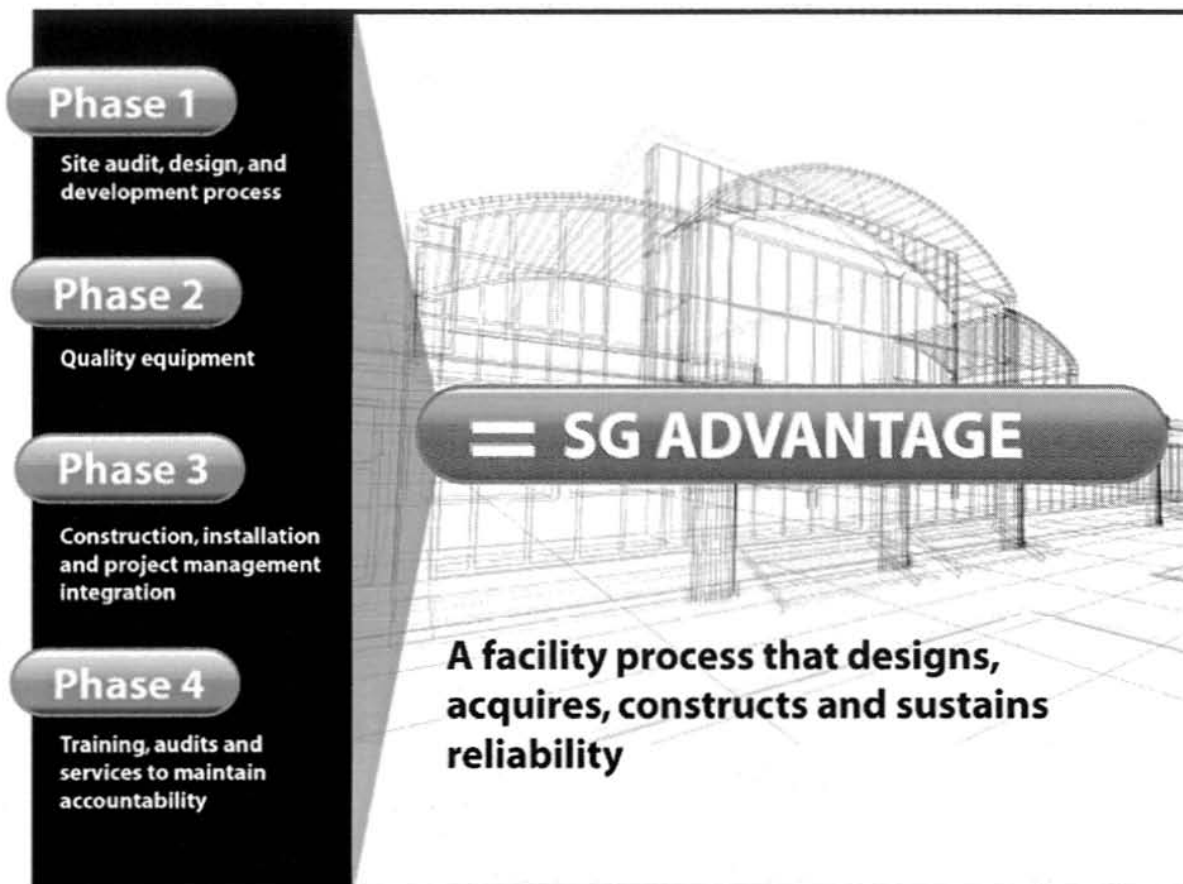 Phase 1
Site audit, design, and
development process
Phase 2
Quality equipment
Phase 3
Construction, installation
and project management
integration
Phase 4
Training, audits and
services to maintain
accountability
= SG ADVANTAGE
A facility process that designs,
acquires, constructs and sustains
reliability